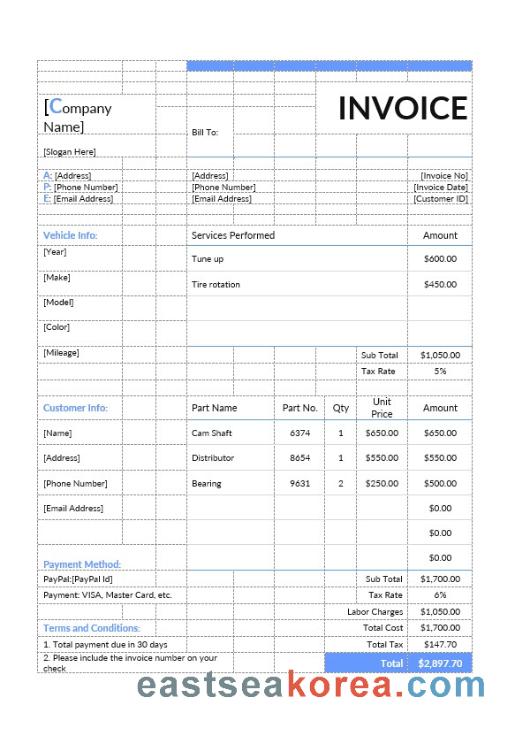 INVOICE
[Company
Name]
Bill To:
[Slogan Here]
A: [Address] [Address] [Invoice No]
P: [Phone Number] [Phone Number] [Invoice Date]
E: [Email Address] [Email Address] [Customer ID]
Vehicle Info: Services Performed Amount
[Year]
Tune up $600.00
[Make]
Tire rotation $450.00
[Model]
[Color]
[Mileage] Sub Total $1,050.00
Tax Rate 5%
Customer Info: Part Name Part No. Qty Unit Price Amount
[Name] Cam Shaft 6374 1 $650.00 $650.00
[Address] Distributor 8654 1 $550.00 $550.00
[Phone Number] Bearing 9631 2 $250.00 $500.00
[Email Address] $0.00
$0.00
$0.00
Payment Method:
PayPal:[PayPal Id] Sub Total $1,700.00
Payment: VISA, Master Card, etc. Tax Rate 6%
Labor Charges $1,050.00
Terms and Conditions: Total Cost $1,700.00
1. Total payment due in 30 days Total Tax $147.70
2. Please include the invoice number on your
check
Total $2,897.70
eastseakorea.com